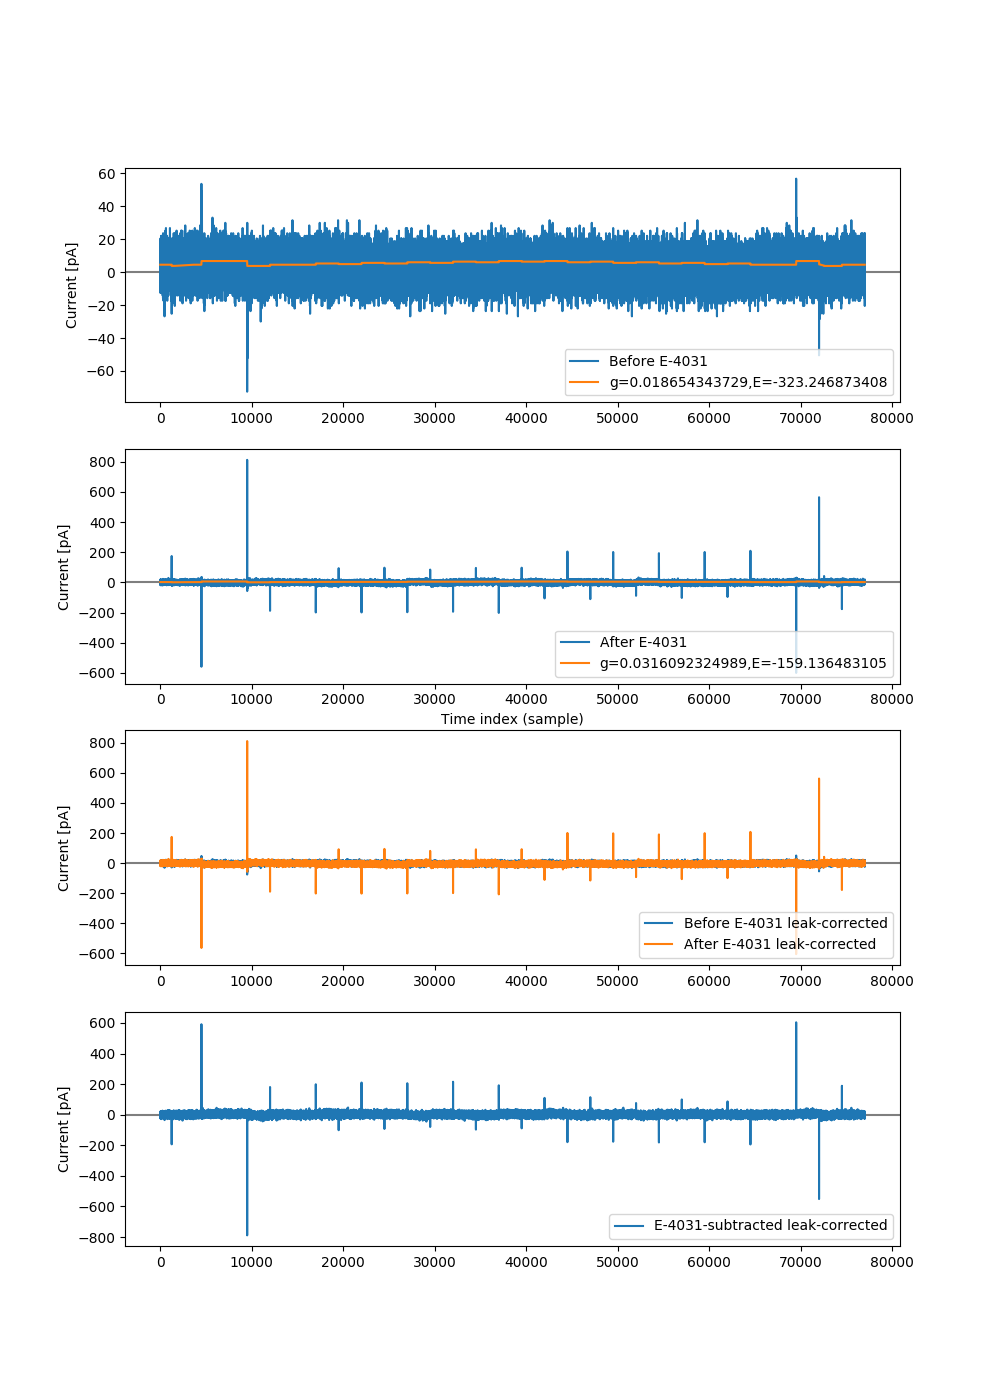 60
40
20
0
−20
−40
−60
Current [pA]
Before E-4031
g=0.018654343729,E=-323.246873408
0 10000 20000 30000 40000 50000 60000 70000 80000
800
600
400
200
0
−200
−400
−600
Current [pA]
After E-4031
g=0.0316092324989,E=-159.136483105
0 10000 20000 30000 40000 50000 60000 70000 80000
Time index (sample)
800
600
400
200
0
−200
−400
−600
Current [pA]
Before E-4031 leak-corrected
After E-4031 leak-corrected
0 10000 20000 30000 40000 50000 60000 70000 80000
600
400
200
0
−200
−400
−600
−800
Current [pA]
E-4031-subtracted leak-corrected
0 10000 20000 30000 40000 50000 60000 70000 80000